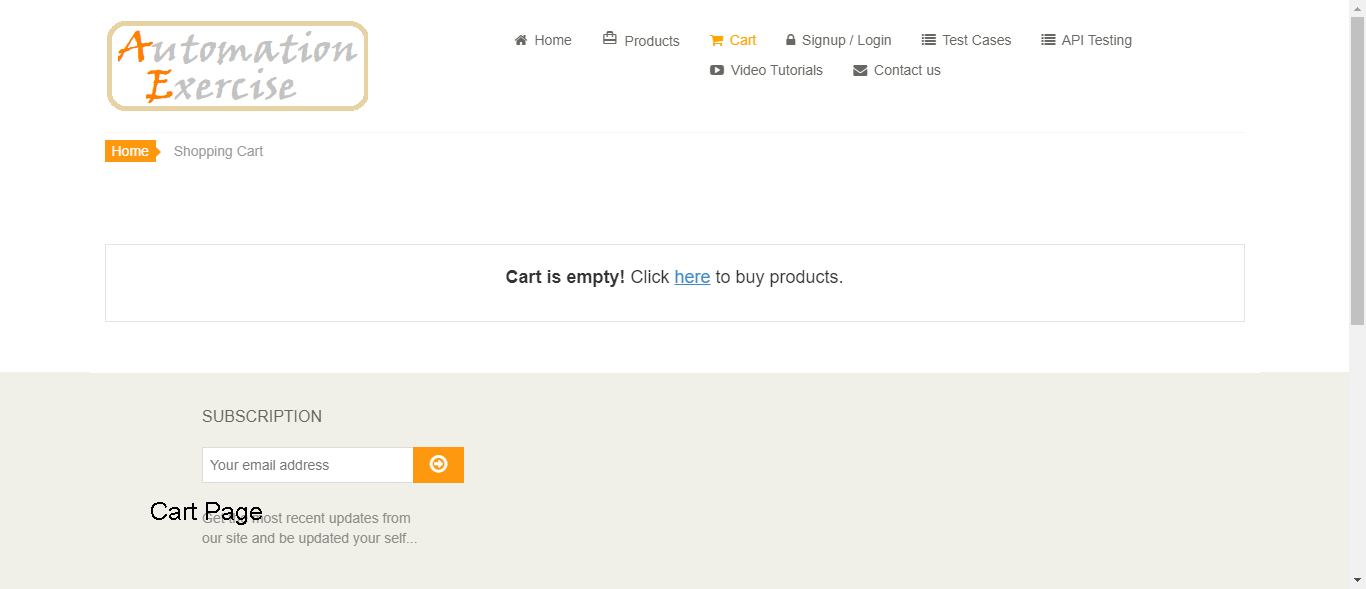 Automation
Exercise
Home
Products
Cart
Signup / Login
Test Cases
API Testing
Video Tutorials
Contact us
Home
Shopping Cart
Cart is empty! Click here to buy products.
SUBSCRIPTION
Your email address
Cart Page
Get the most recent updates from
our site and be updated your self...